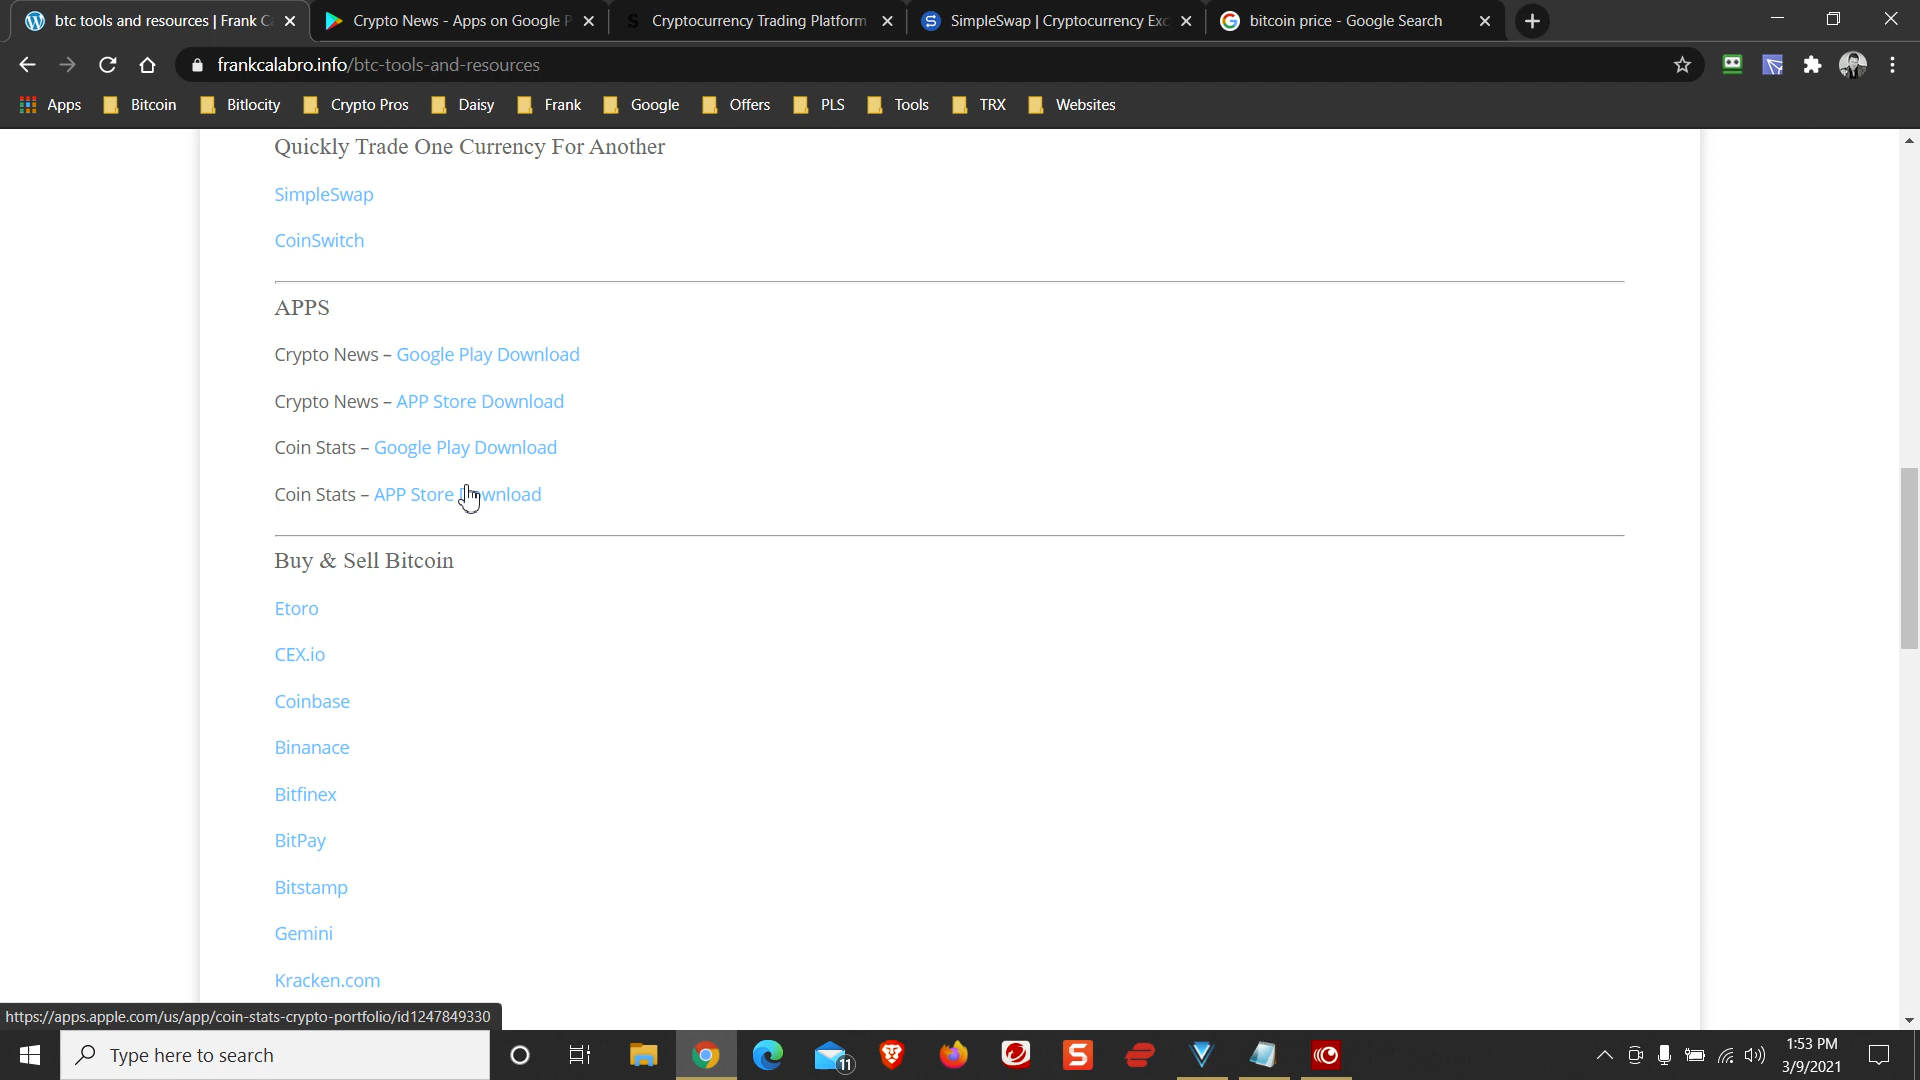 btc tools and resources | Frank C
Crypto News - Apps on Google P
Cryptocurrency Trading Platform
SimpleSwap | Cryptocurrency Exc
bitcoin price - Google Search
frankcalabro.info/btc-tools-and-resources
Apps
Bitcoin
Bitlocity
Crypto Pros
Daisy
Frank
Google
Offers
PLS
Tools
TRX
Websites
Quickly Trade One Currency For Another
SimpleSwap
CoinSwitch
APPS
Crypto News – Google Play Download
Crypto News – APP Store Download
Coin Stats – Google Play Download
Coin Stats – APP Store Download
Buy & Sell Bitcoin
Etoro
CEX.io
Coinbase
Binanace
Bitfinex
BitPay
Bitstamp
Gemini
Kracken.com
https://apps.apple.com/us/app/coin-stats-crypto-portfolio/id1247849330
Type here to search
11
1:53 PM
3/9/2021